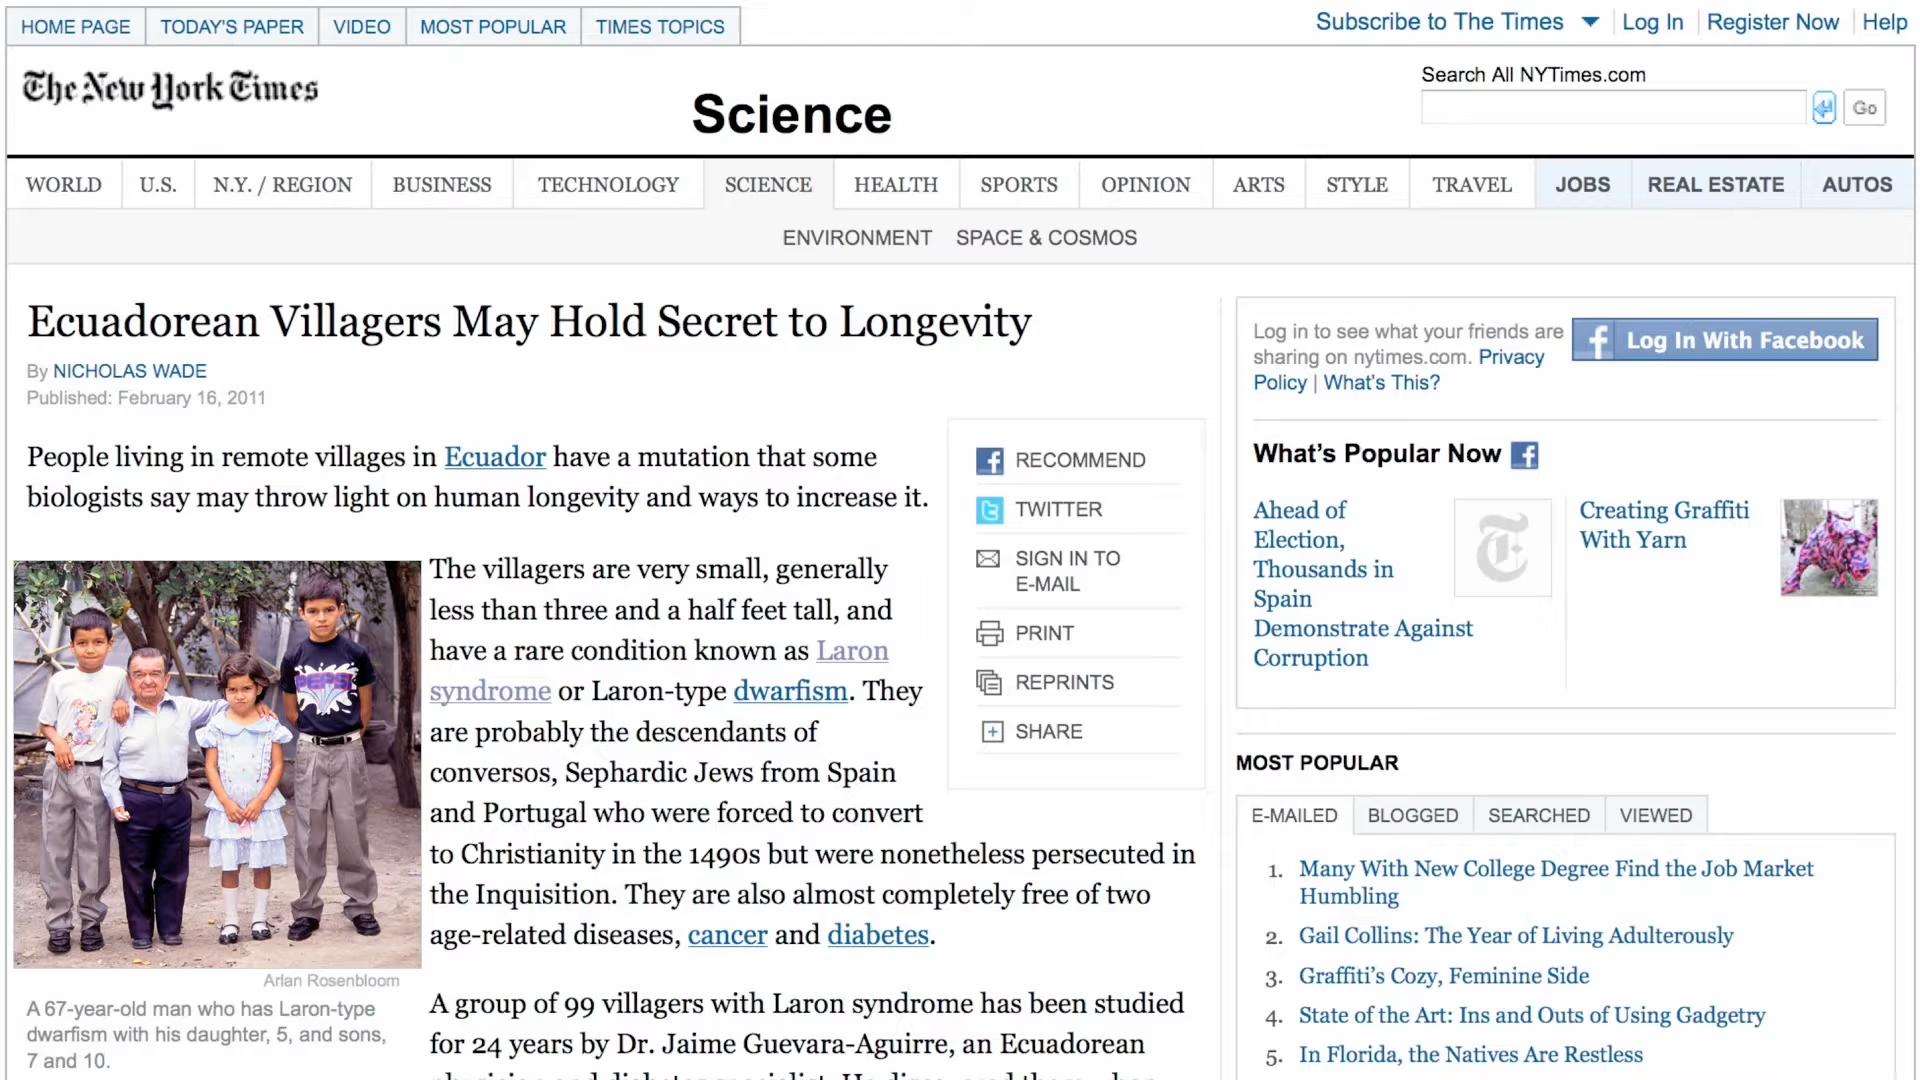 HOME PAGE TODAY'S PAPER VIDEO MOST POPULAR TIMES TOPICS
Subscribe to The Times Log In Register Now Help
The New York Times
Science
Search All NYTimes.com
Go
WORLD U.S. N.Y. / REGION BUSINESS TECHNOLOGY SCIENCE HEALTH SPORTS OPINION ARTS STYLE TRAVEL JOBS REAL ESTATE AUTOS
ENVIRONMENT SPACE & COSMOS
Ecuadorean Villagers May Hold Secret to Longevity
By NICHOLAS WADE
Published: February 16, 2011
People living in remote villages in Ecuador have a mutation that some
biologists say may throw light on human longevity and ways to increase it.
PEPSI
Arlan Rosenbloom
A 67-year-old man who has Laron-type
dwarfism with his daughter, 5, and sons,
7 and 10.
The villagers are very small, generally
less than three and a half feet tall, and
have a rare condition known as Laron
syndrome or Laron-type dwarfism. They
are probably the descendants of
conversos, Sephardic Jews from Spain
and Portugal who were forced to convert
to Christianity in the 1490s but were nonetheless persecuted in
the Inquisition. They are also almost completely free of two
age-related diseases, cancer and diabetes.
A group of 99 villagers with Laron syndrome has been studied
for 24 years by Dr. Jaime Guevara-Aguirre, an Ecuadorean
RECOMMEND
TWITTER
SIGN IN TO
E-MAIL
PRINT
REPRINTS
SHARE
Log in to see what your friends are
sharing on nytimes.com. Privacy
Policy | What's This?
Log In With Facebook
What's Popular Now
Ahead of
Election,
Thousands in
Spain
Demonstrate Against
Corruption
Creating Graffiti
With Yarn
MOST POPULAR
E-MAILED BLOGGED SEARCHED VIEWED
1. Many With New College Degree Find the Job Market
Humbling
2. Gail Collins: The Year of Living Adulterously
3. Graffiti's Cozy, Feminine Side
4. State of the Art: Ins and Outs of Using Gadgetry
5. In Florida, the Natives Are Restless